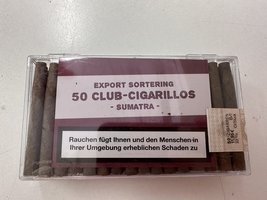 EXPORT SORTERING
50 CLUB-CIGARILLOS
- SUMATRA -
Rauchen fügt Ihnen und den Menschen in
Ihrer Umgebung erheblichen Schaden zu